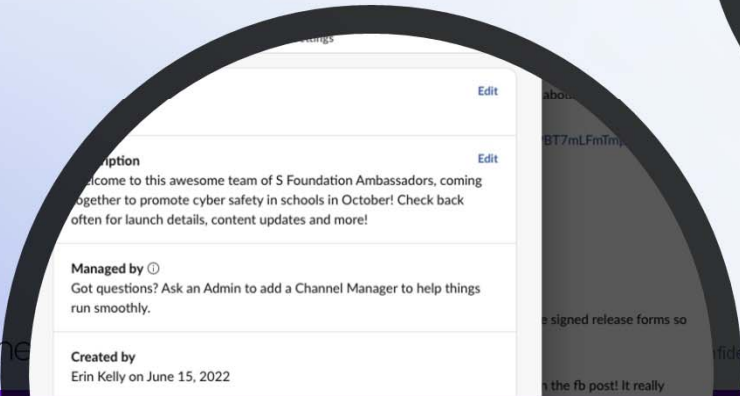 Edit
Edit
Welcome to this awesome team of S Foundation Ambassadors, coming
together to promote cyber safety in schools in October! Check back
often for launch details, content updates and more!
Managed by ⓘ
Got questions? Ask an Admin to add a Channel Manager to help things
run smoothly.
Created by
Erin Kelly on June 15, 2022
signed release forms so
the fb post! It really